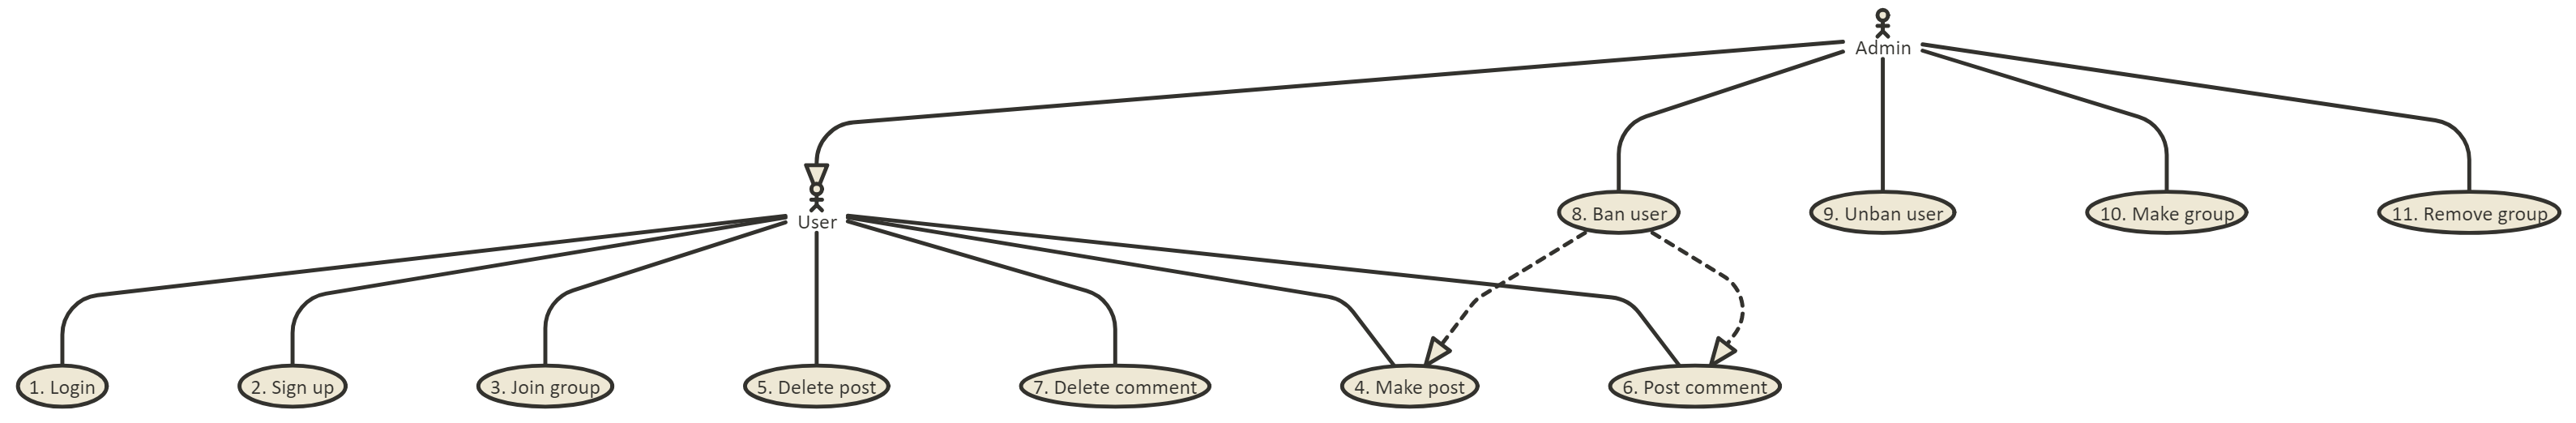 Admin
User
8. Ban user
9. Unban user
10. Make group
11. Remove group
1. Login
2. Sign up
3. Join group
5. Delete post
7. Delete comment
4. Make post
6. Post comment